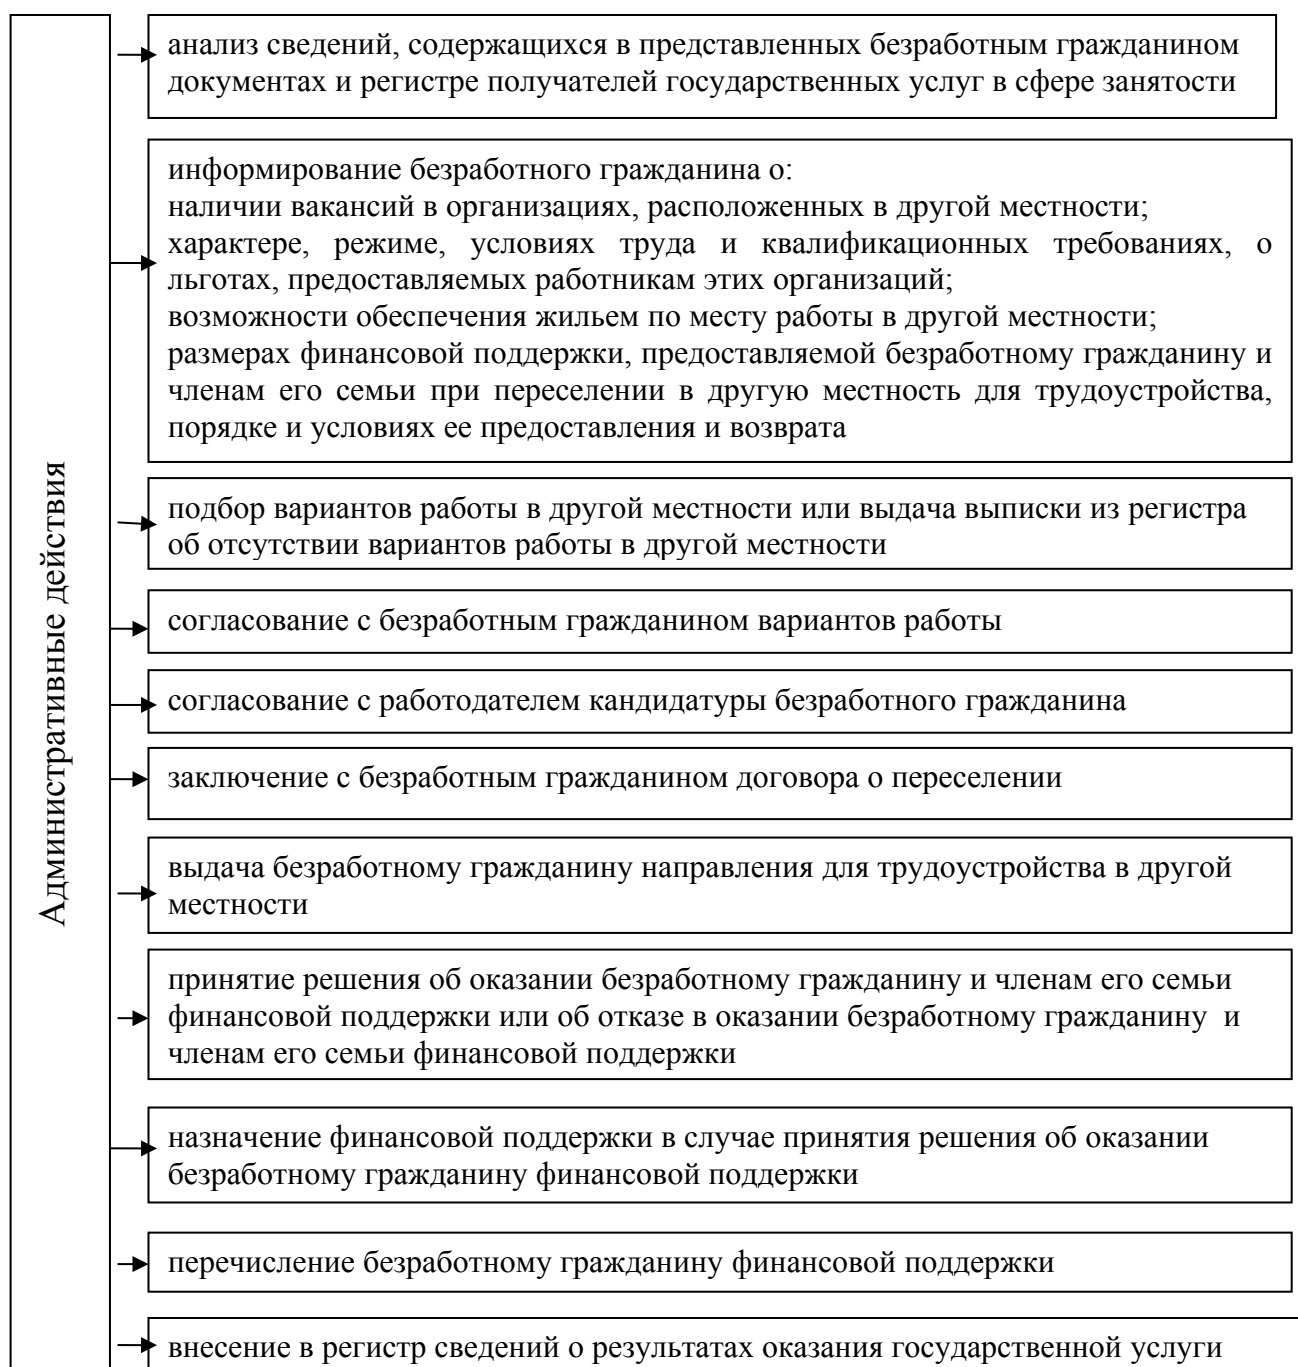 Административные действия
анализ сведений, содержащихся в представленных безработным гражданином
документах и регистре получателей государственных услуг в сфере занятости
информирование безработного гражданина о:
наличии вакансий в организациях, расположенных в другой местности;
характере, режиме, условиях труда и квалификационных требованиях, о
льготах, предоставляемых работникам этих организаций;
возможности обеспечения жильем по месту работы в другой местности;
размерах финансовой поддержки, предоставляемой безработному гражданину и
членам его семьи при переселении в другую местность для трудоустройства,
порядке и условиях ее предоставления и возврата
подбор вариантов работы в другой местности или выдача выписки из регистра
об отсутствии вариантов работы в другой местности
согласование с безработным гражданином вариантов работы
согласование с работодателем кандидатуры безработного гражданина
заключение с безработным гражданином договора о переселении
выдача безработному гражданину направления для трудоустройства в другой
местности
принятие решения об оказании безработному гражданину и членам его семьи
финансовой поддержки или об отказе в оказании безработному гражданину и
членам его семьи финансовой поддержки
назначение финансовой поддержки в случае принятия решения об оказании
безработному гражданину финансовой поддержки
перечисление безработному гражданину финансовой поддержки
внесение в регистр сведений о результатах оказания государственной услуги